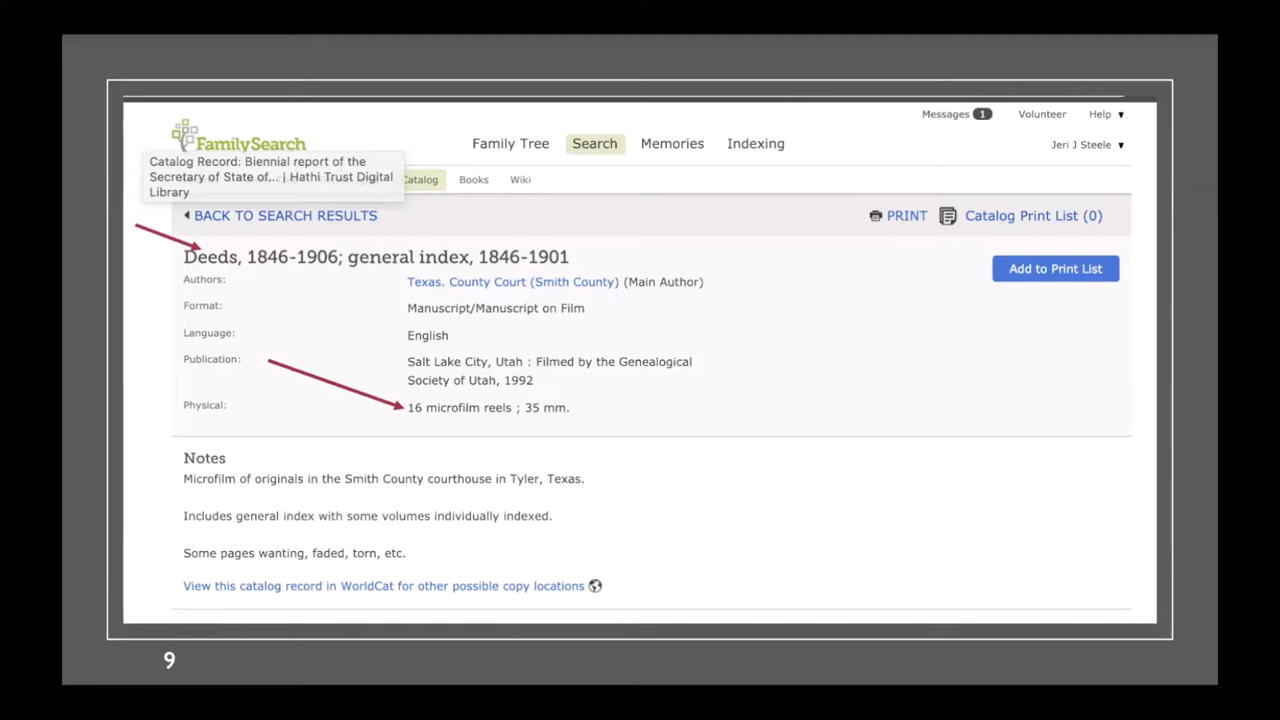 Messages 1 Volunteer Help
FamilySearch Family Tree Search Memories Indexing Jeri J Steele
Catalog Record: Biennial report of the
Secretary of State of,.. | Hathi Trust Digital
Library
Catalog Books Wiki
BACK TO SEARCH RESULTS PRINT Catalog Print List (0)
Deeds, 1846-1906; general index, 1846-1901
Add to Print List
Authors: Texas. County Court (Smith County) (Main Author)
Format: Manuscript/Manuscript on Film
Language: English
Publication: Salt Lake City, Utah : Filmed by the Genealogical
Society of Utah, 1992
Physical: 16 microfilm reels ; 35 mm.
Notes
Microfilm of originals in the Smith County courthouse in Tyler, Texas.
Includes general index with some volumes individually indexed.
Some pages wanting, faded, torn, etc.
View this catalog record in WorldCat for other possible copy locations
9